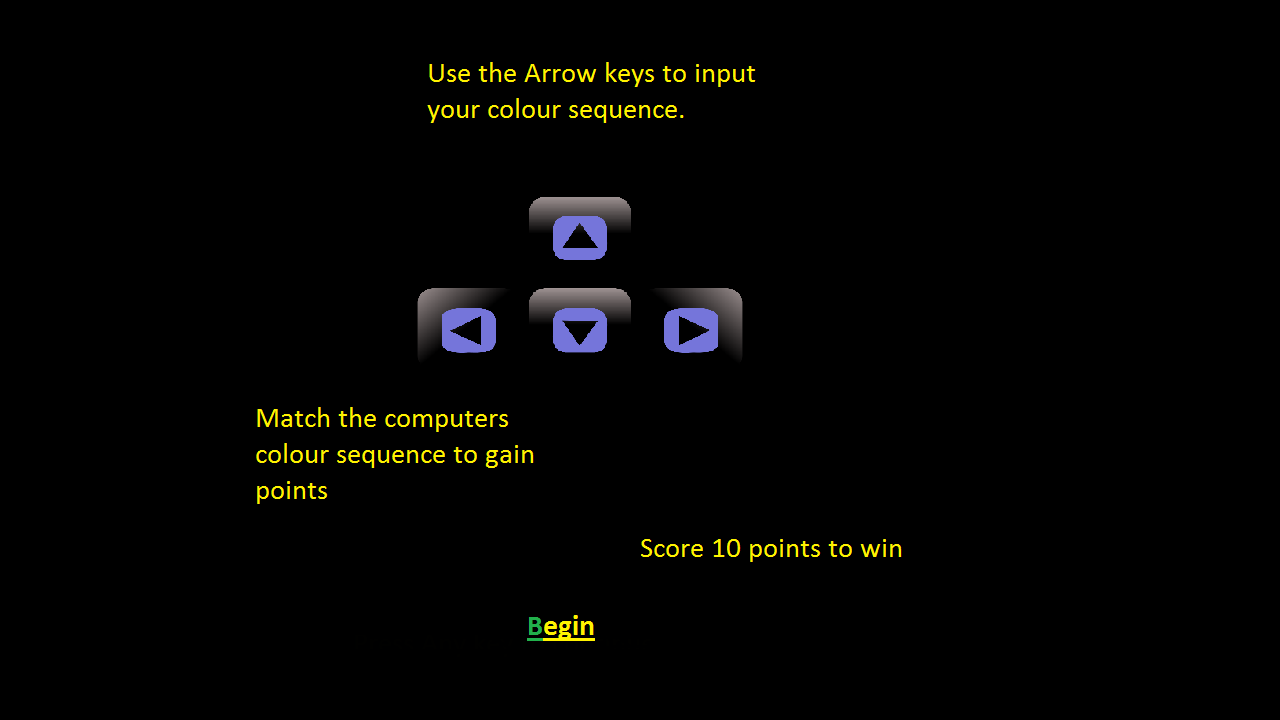 Use the Arrow keys to input
your colour sequence.
Match the computers
colour sequence to gain
points
Score 10 points to win
Begin